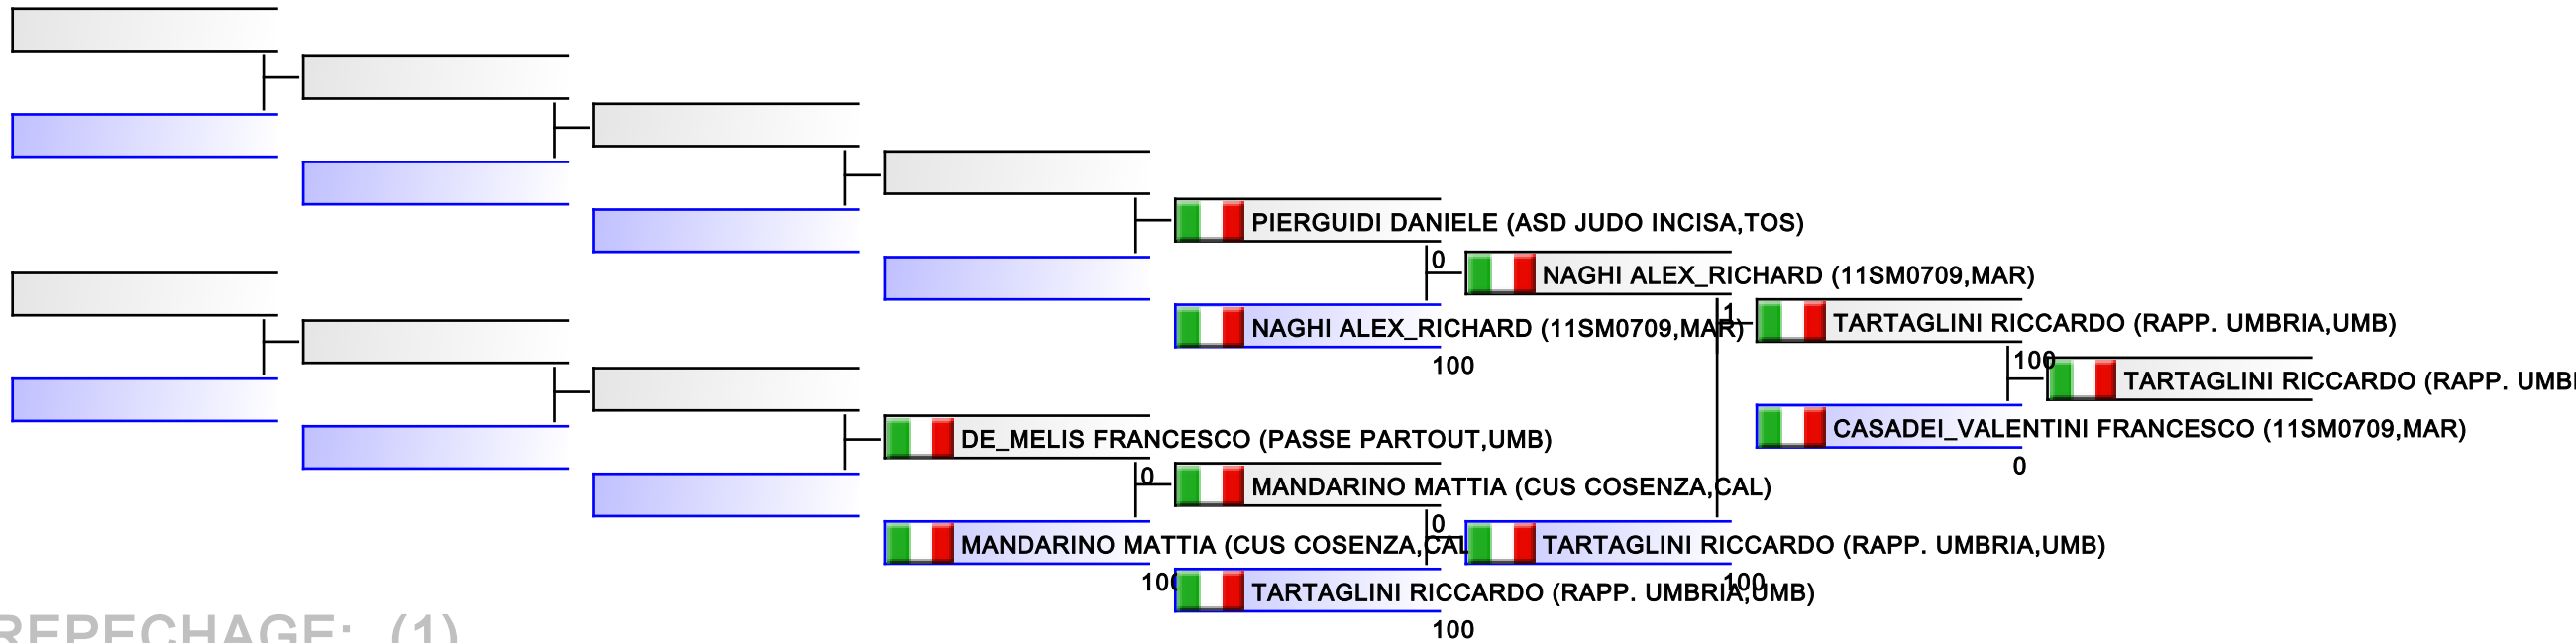 PIERGUIDI DANIELE (ASD JUDO INCISA,TOS)
0
NAGHI ALEX_RICHARD (11SM0709,MAR)
NAGHI ALEX_RICHARD (11SM0709,MAR)
1
TARTAGLINI RICCARDO (RAPP. UMBRIA,UMB)
100
100
TARTAGLINI RICCARDO (RAPP. UMB
CASADEI_VALENTINI FRANCESCO (11SM0709,MAR)
0
DE_MELIS FRANCESCO (PASSE PARTOUT,UMB)
0
MANDARINO MATTIA (CUS COSENZA,CAL)
0
MANDARINO MATTIA (CUS COSENZA,CAL
TARTAGLINI RICCARDO (RAPP. UMBRIA,UMB)
100
100
TARTAGLINI RICCARDO (RAPP. UMBRIA,UMB)
100
REPECHAGE: (1)